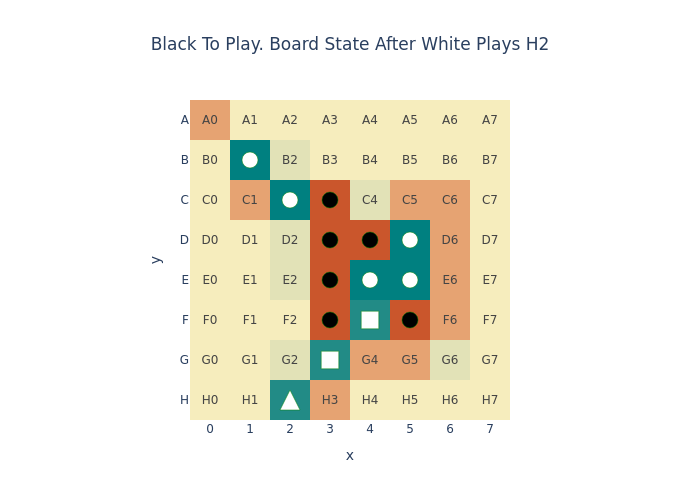 Black To Play. Board State After White Plays H2
A A0 A1 A2 A3 A4 A5 A6 A7
B B0 B2 B3 B4 B5 B6 B7
C C0 C1 C4 C5 C6 C7
y
D D0 D1 D2 D6 D7
E E0 E1 E2 E6 E7
F F0 F1 F2 F6 F7
G G0 G1 G2 G4 G5 G6 G7
H H0 H1 H3 H4 H5 H6 H7
0 1 2 3 4 5 6 7
x